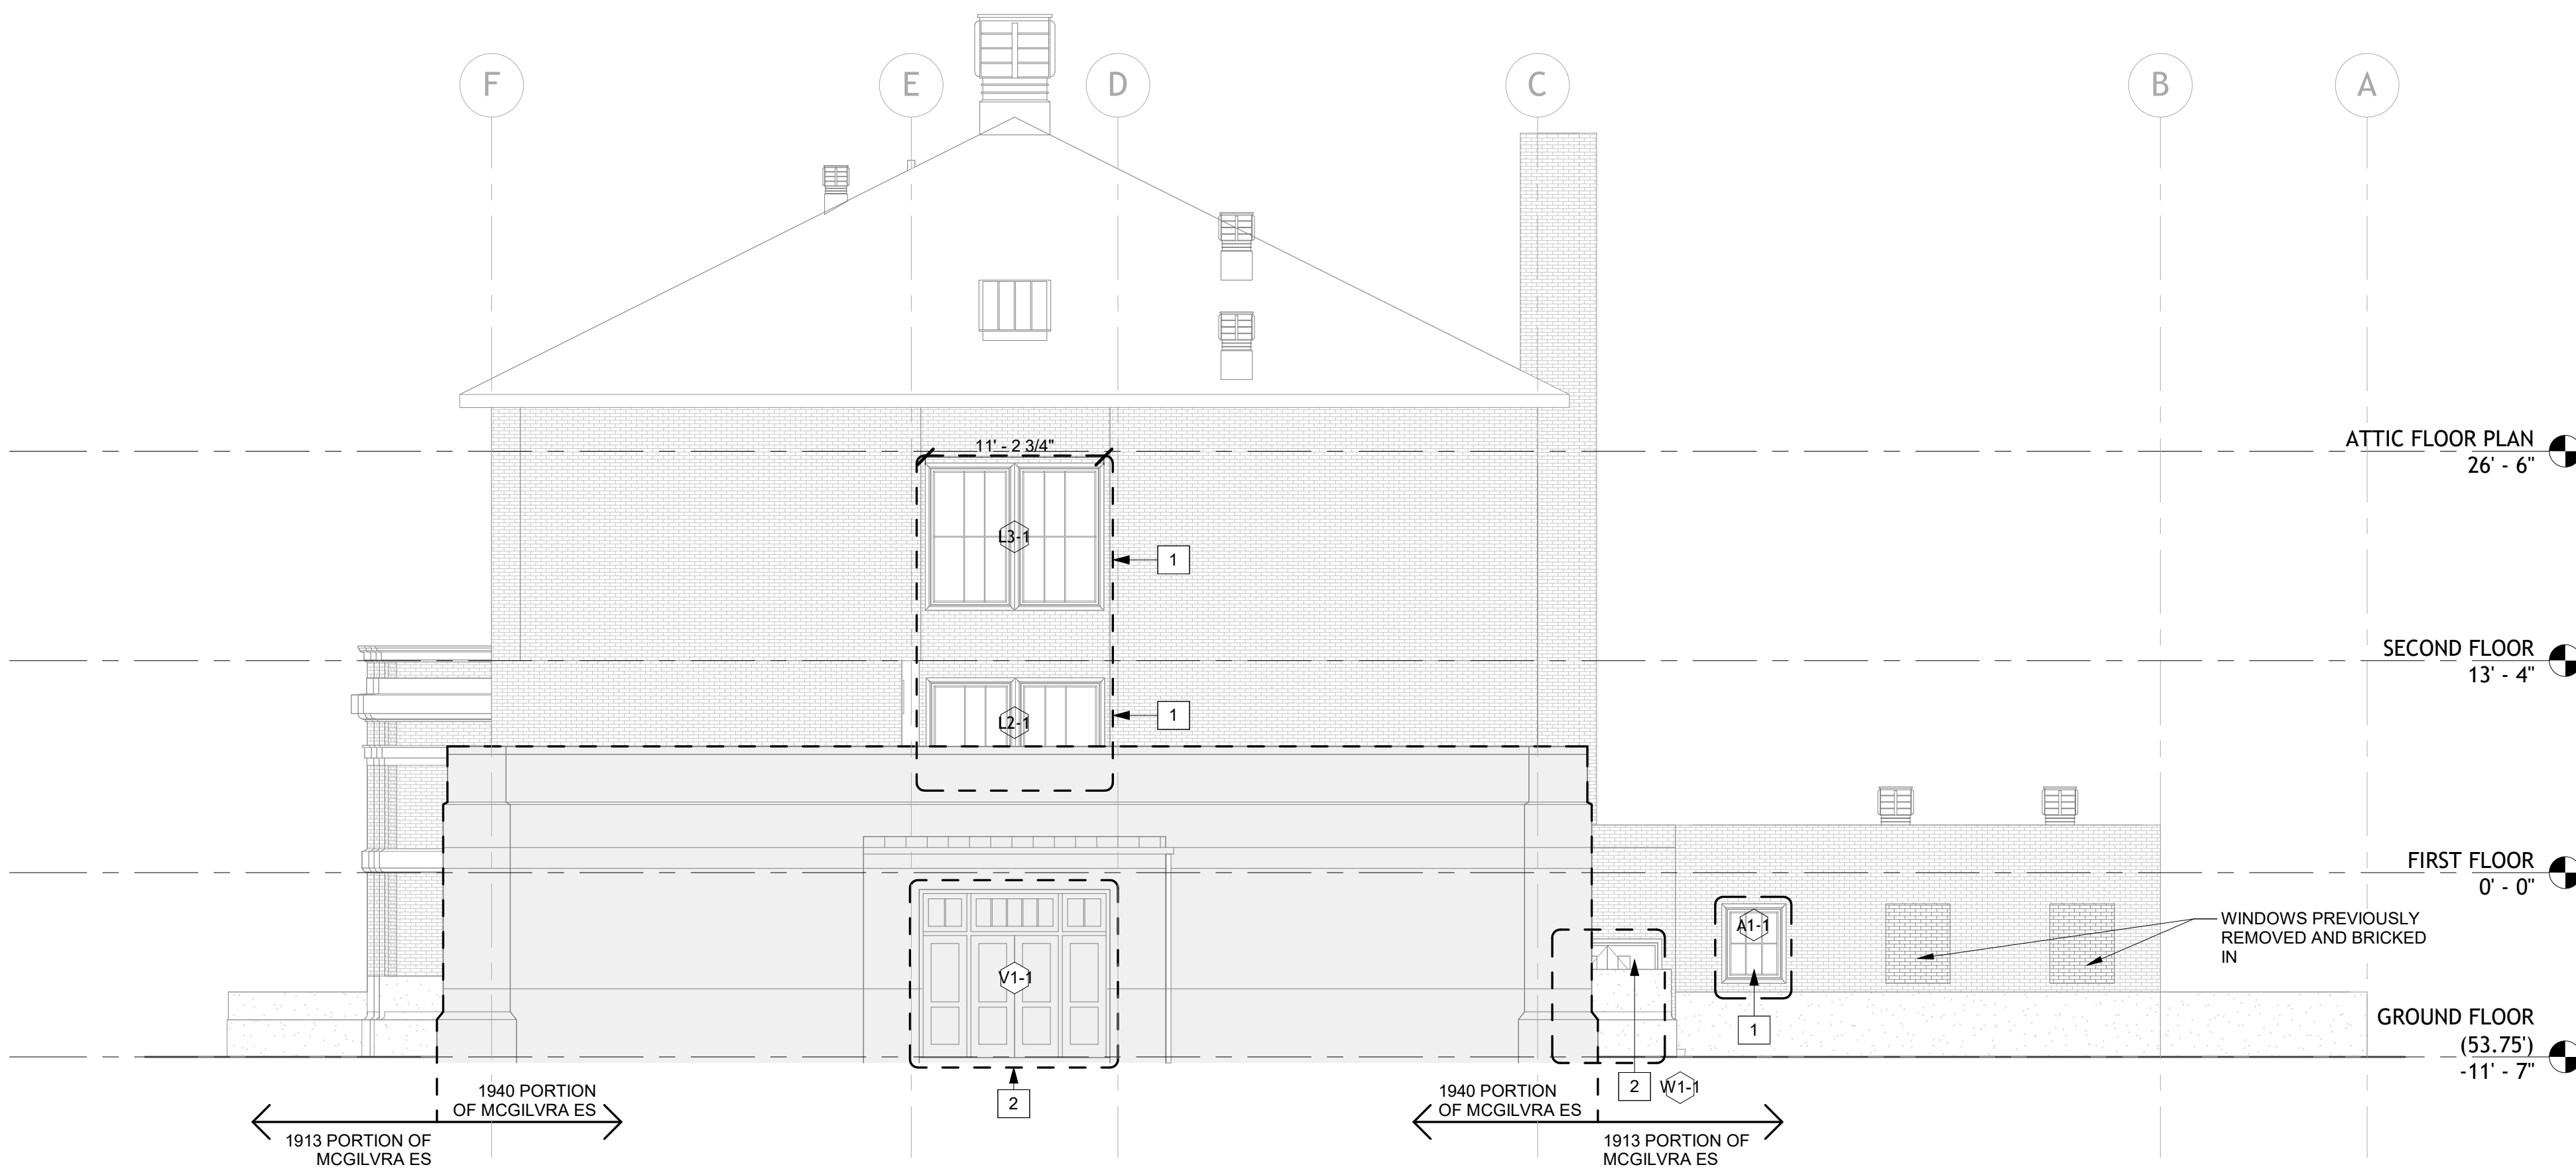 F
E
D
C
B
A
11' - 2 3/4"
ATTIC FLOOR PLAN
26' - 6"
L3-1
1
SECOND FLOOR
13' - 4"
L2-1
1
FIRST FLOOR
0' - 0"
WINDOWS PREVIOUSLY
REMOVED AND BRICKED
IN
A1-1
V1-1
1
GROUND FLOOR
(53.75')
-11' - 7"
2
2
W1-1
1940 PORTION
OF MCGILVRA ES
1913 PORTION OF
MCGILVRA ES
1940 PORTION
OF MCGILVRA ES
1913 PORTION OF
MCGILVRA ES